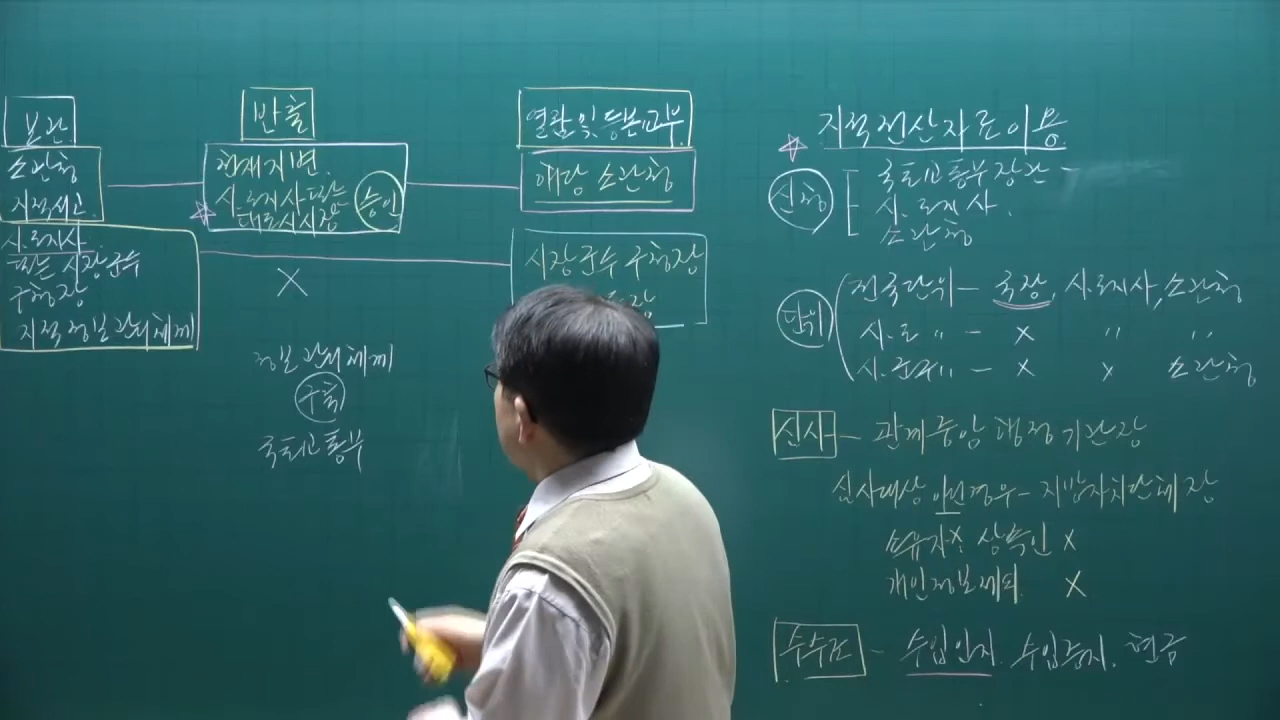 보관
소관청
지적서고
시.도지사
또는 시장군수
구청장
지적정보관리체계
반출
천재지변.
시.도지사 또는
대도시시장
승인
X
정보관리체계
구축
국토교통부
열람 및 등본교부
해당 소관청
시장군수 구청장
지적전산자료이용
신청
국토교통부장관
시.도지사.
소관청
단위
전국단위 - 국장, 시.도지사, 소관청
시.도 〃 - X 〃 〃
시.군구 〃 - X X 소관청
심사 - 관계중앙행정기관장
심사대상 아닌경우 - 지방자치단체장
소유자X 상속인 X
개인정보제외 X
수수료 - 수입인지. 수입증지. 현금